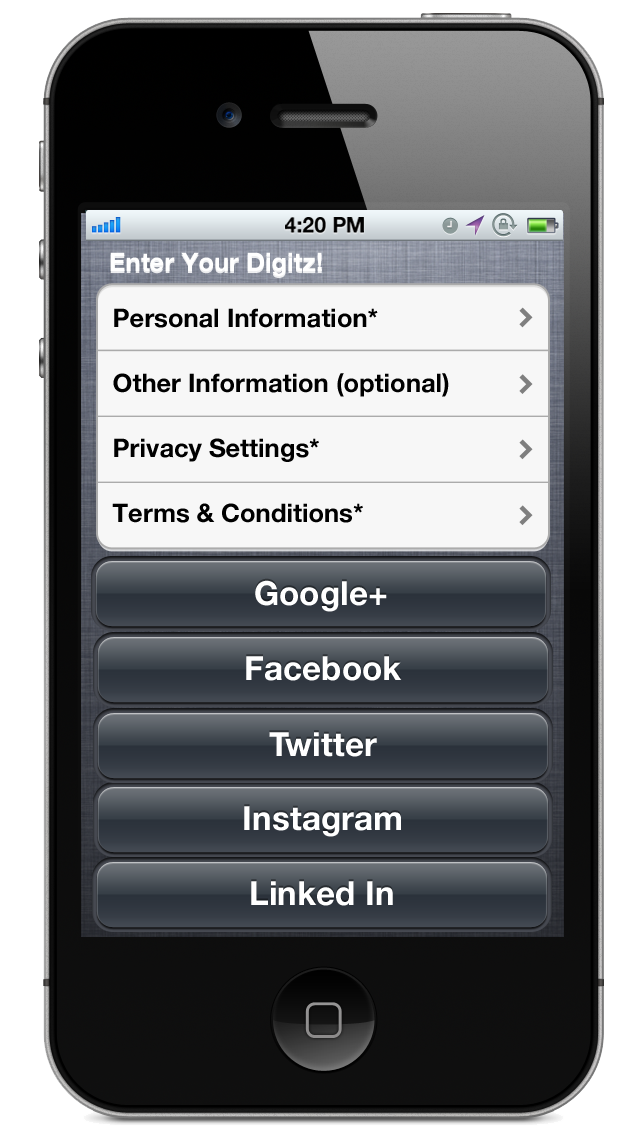 4:20 PM
Enter Your Digitz!
Personal Information*
Other Information (optional)
Privacy Settings*
Terms & Conditions*
Google+
Facebook
Twitter
Instagram
Linked In